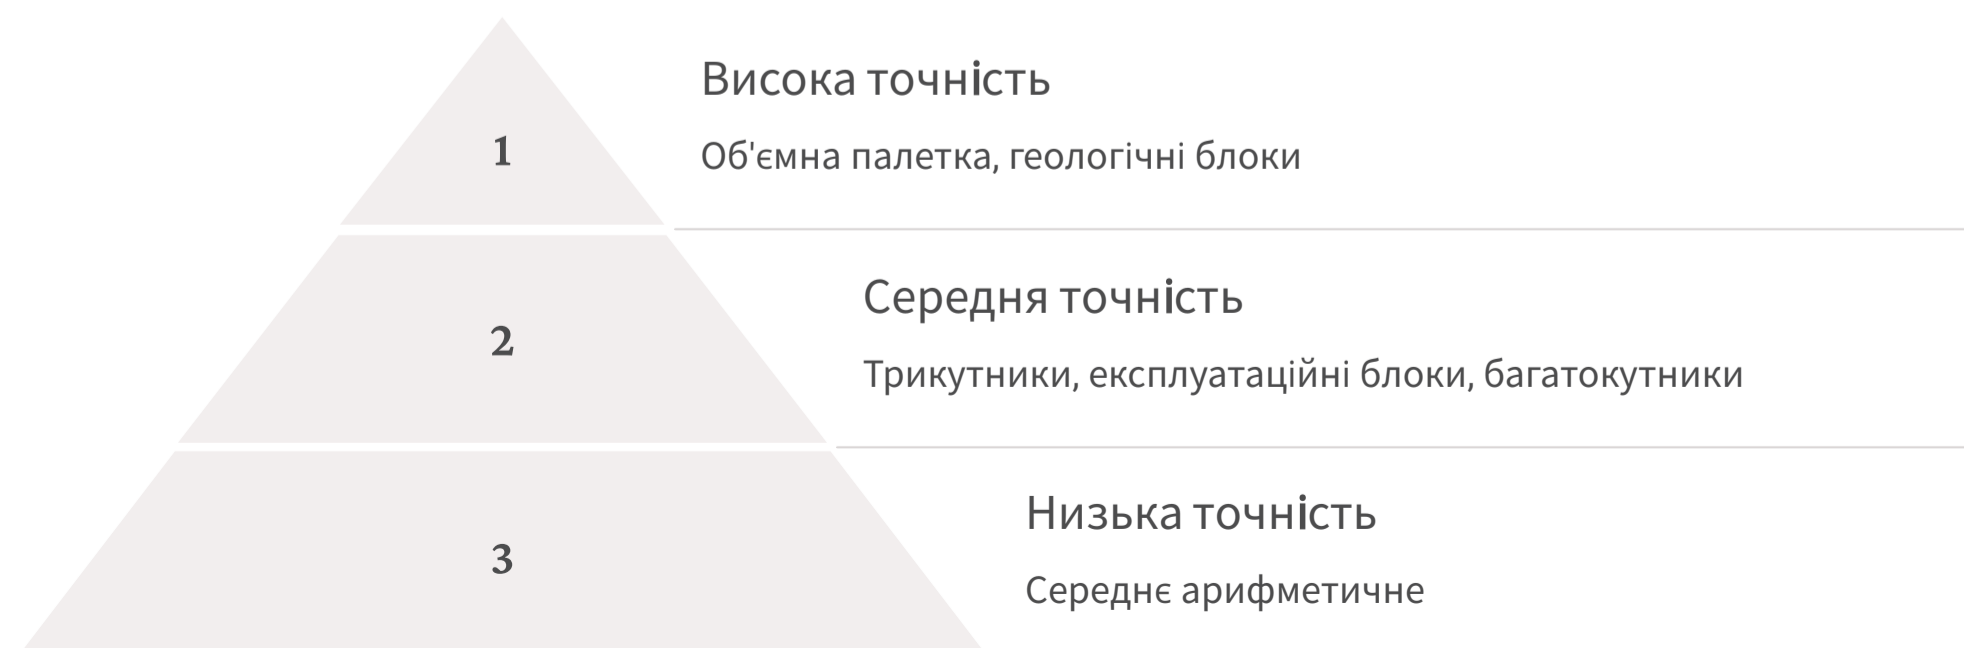 1
Висока точність
Об'ємна палетка, геологічні блоки
2
Середня точність
Трикутники, експлуатаційні блоки, багатокутники
3
Низька точність
Середнє арифметичне